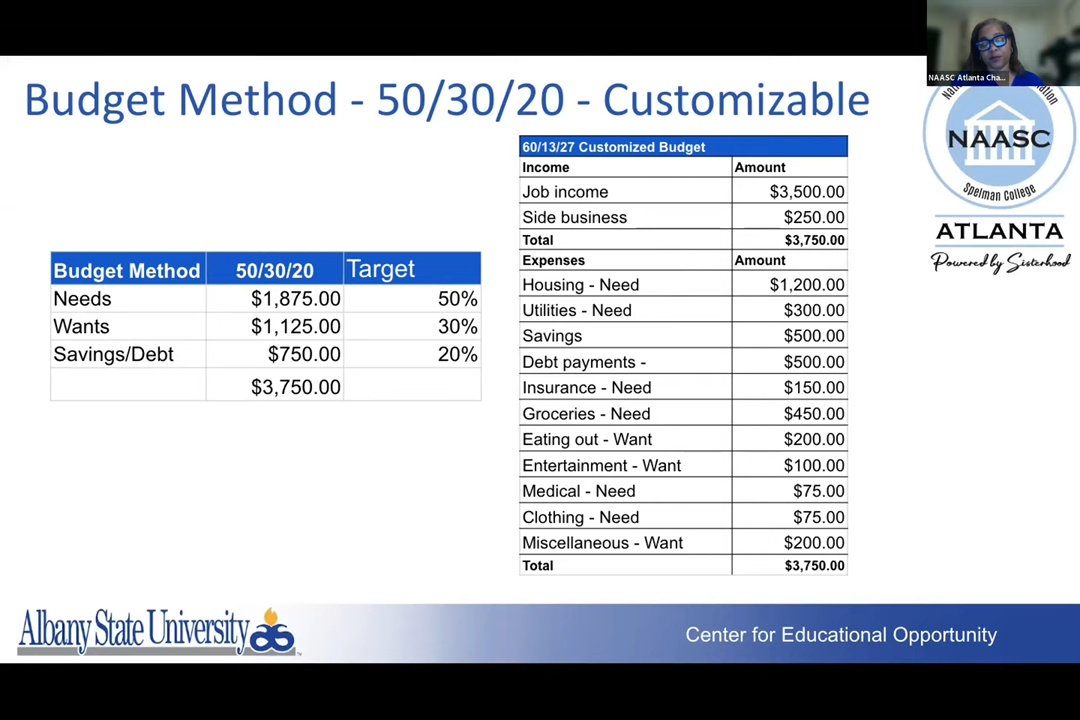 NAASC Atlanta Cha...
Budget Method - 50/30/20 - Customizable
NAASC
Spelman College
ATLANTA
Powered by Sisterhood
Budget Method 50/30/20 Target
Needs $1,875.00 50%
Wants $1,125.00 30%
Savings/Debt $750.00 20%
$3,750.00
60/13/27 Customized Budget
Income Amount
Job income $3,500.00
Side business $250.00
Total $3,750.00
Expenses Amount
Housing - Need $1,200.00
Utilities - Need $300.00
Savings $500.00
Debt payments - $500.00
Insurance - Need $150.00
Groceries - Need $450.00
Eating out - Want $200.00
Entertainment - Want $100.00
Medical - Need $75.00
Clothing - Need $75.00
Miscellaneous - Want $200.00
Total $3,750.00
Albany State University
Center for Educational Opportunity